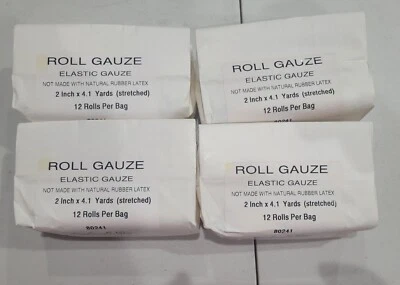 ROLL GAUZE
ELASTIC GAUZE
NOT MADE WITH NATURAL RUBBER LATEX
2 Inch x 4.1 Yards (stretched)
12 Rolls Per Bag
80241
ROLL GAUZE
ELASTIC GAUZE
NOT MADE WITH NATURAL RUBBER LATEX
2 Inch x 4.1 Yards (stretched)
12 Rolls Per Bag
ROLL GAUZE
ELASTIC GAUZE
NOT MADE WITH NATURAL RUBBER LATEX
2 Inch x 4.1 Yards (stretched)
12 Rolls Per Bag
80241
ROLL GAUZE
ELASTIC GAUZE
NOT MADE WITH NATURAL RUBBER LATEX
2 Inch x 4.1 Yards (stretched)
12 Rolls Per Bag
80241